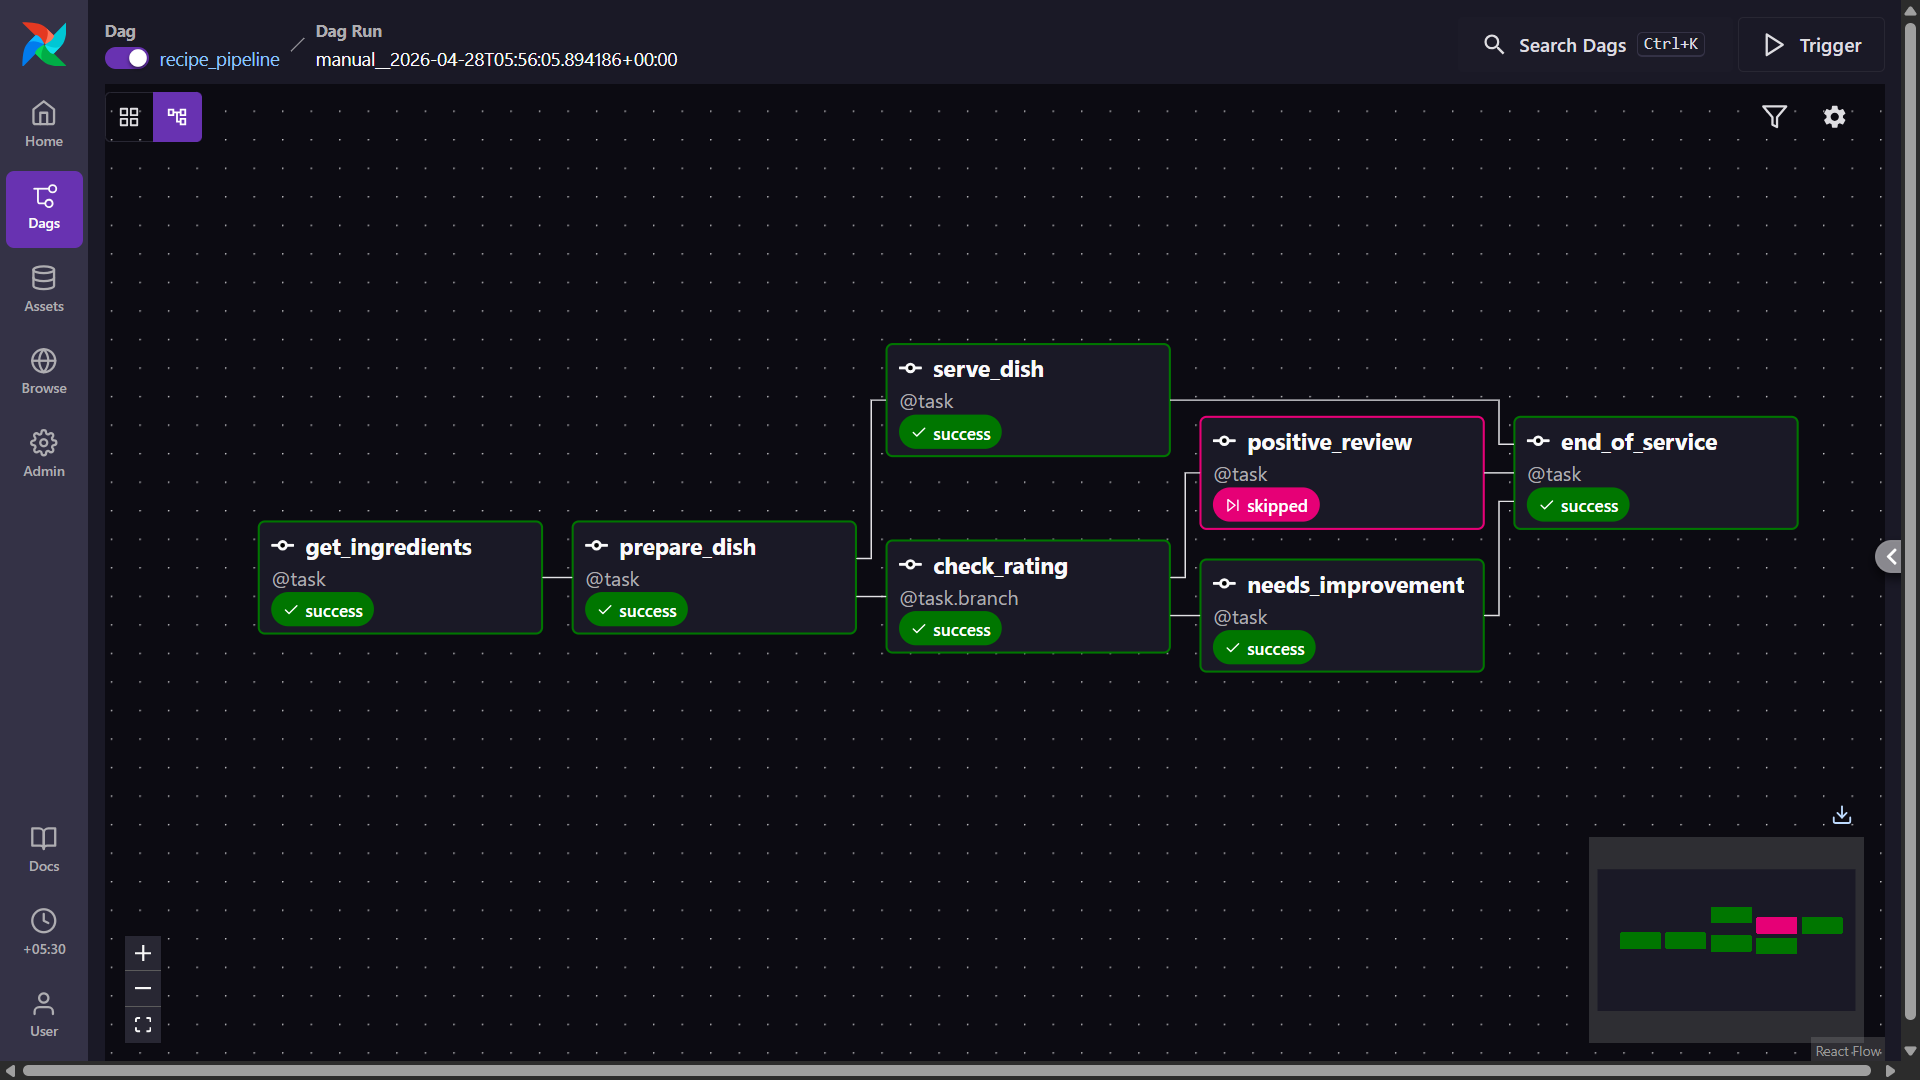 Dag
recipe_pipeline
Dag Run
manual__2026-04-28T05:56:05.894186+00:00
Search Dags
Ctrl+K
Trigger
Home
Dags
Assets
Browse
Admin
Docs
+05:30
User
get_ingredients
@task
success
prepare_dish
@task
success
serve_dish
@task
success
check_rating
@task.branch
success
positive_review
@task
skipped
needs_improvement
@task
success
end_of_service
@task
success
React Flow